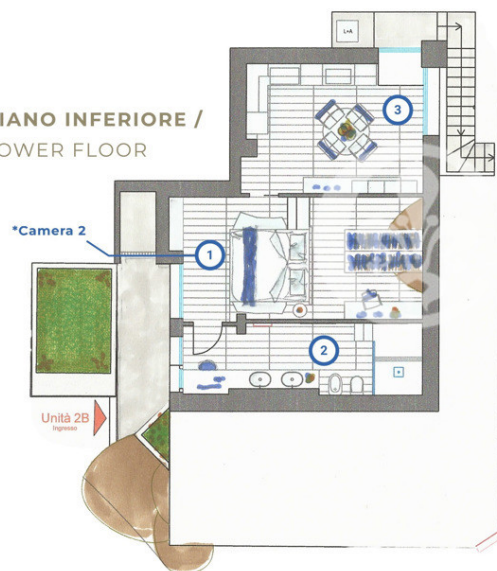 IANO INFERIORE /
OWER FLOOR
L+A
3
*Camera 2
1
2
Unità 2B
Ingresso